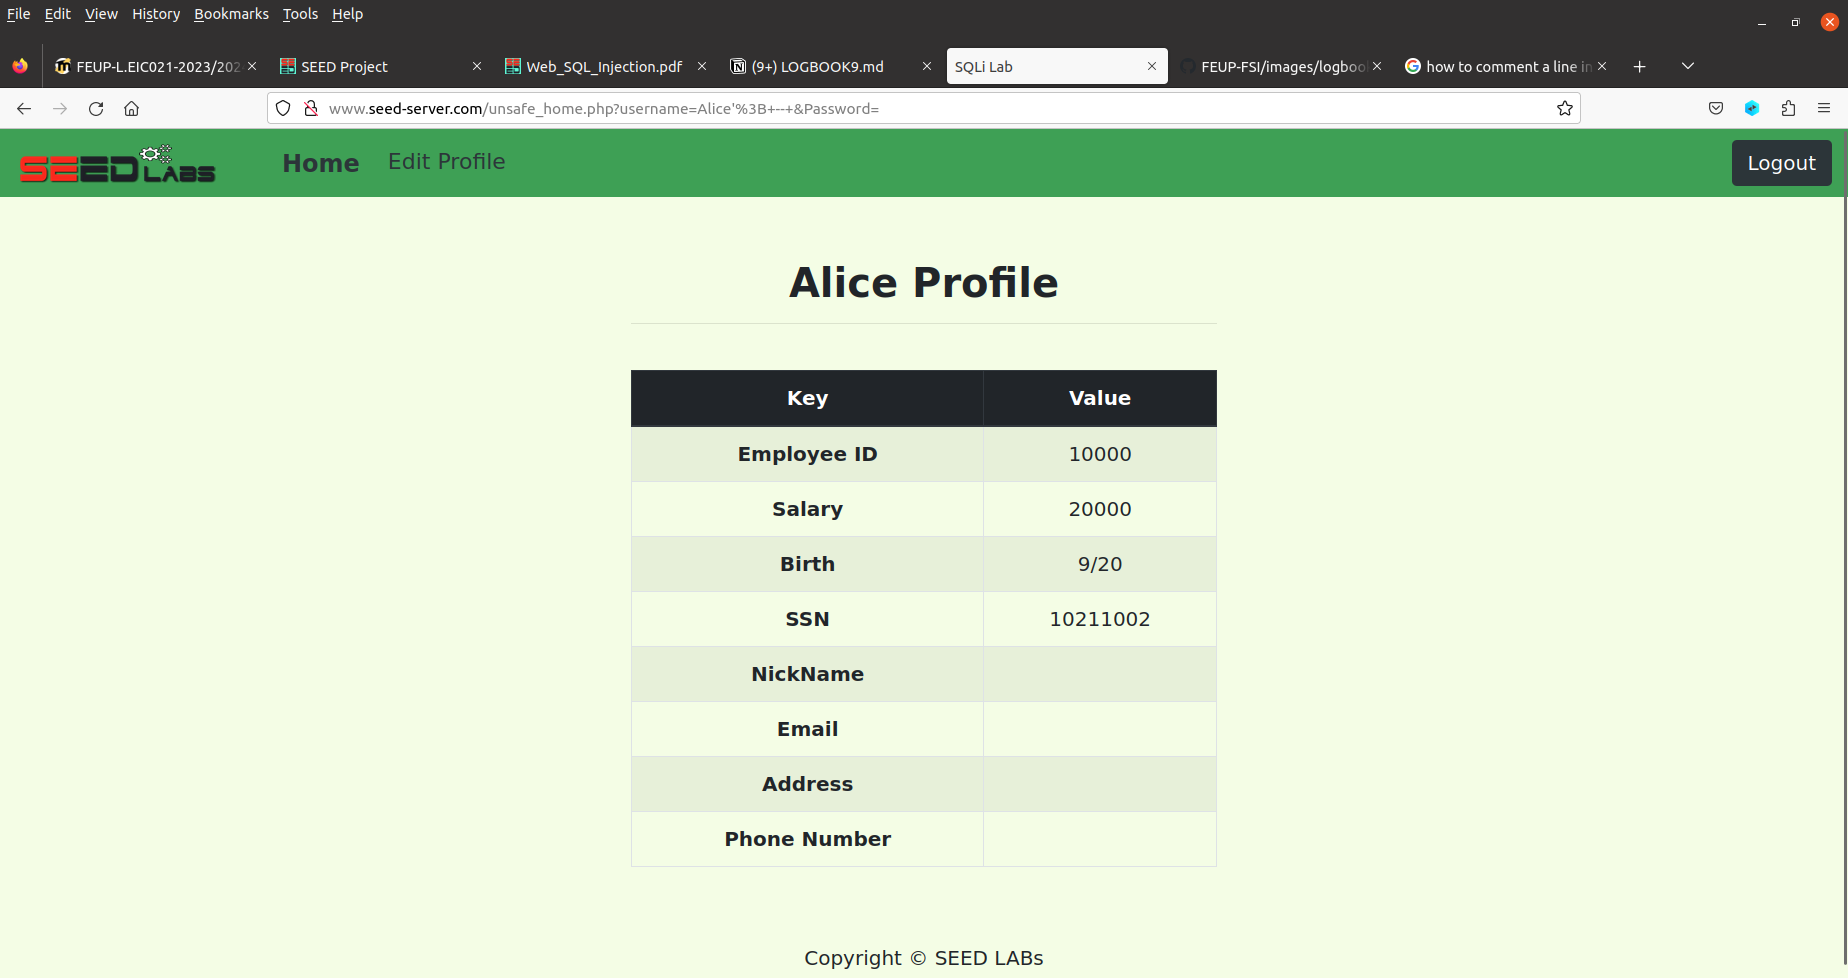 File Edit View History Bookmarks Tools Help
FEUP-L.EIC021-2023/202 SEED Project Web_SQL_Injection.pdf (9+) LOGBOOK9.md SQLi Lab FEUP-FSI/images/logboo how to comment a line in
www.seed-server.com/unsafe_home.php?username=Alice'%3B+--+&Password=
SEED LABS Home Edit Profile Logout
Alice Profile
Key Value
Employee ID 10000
Salary 20000
Birth 9/20
SSN 10211002
NickName
Email
Address
Phone Number
Copyright © SEED LABs